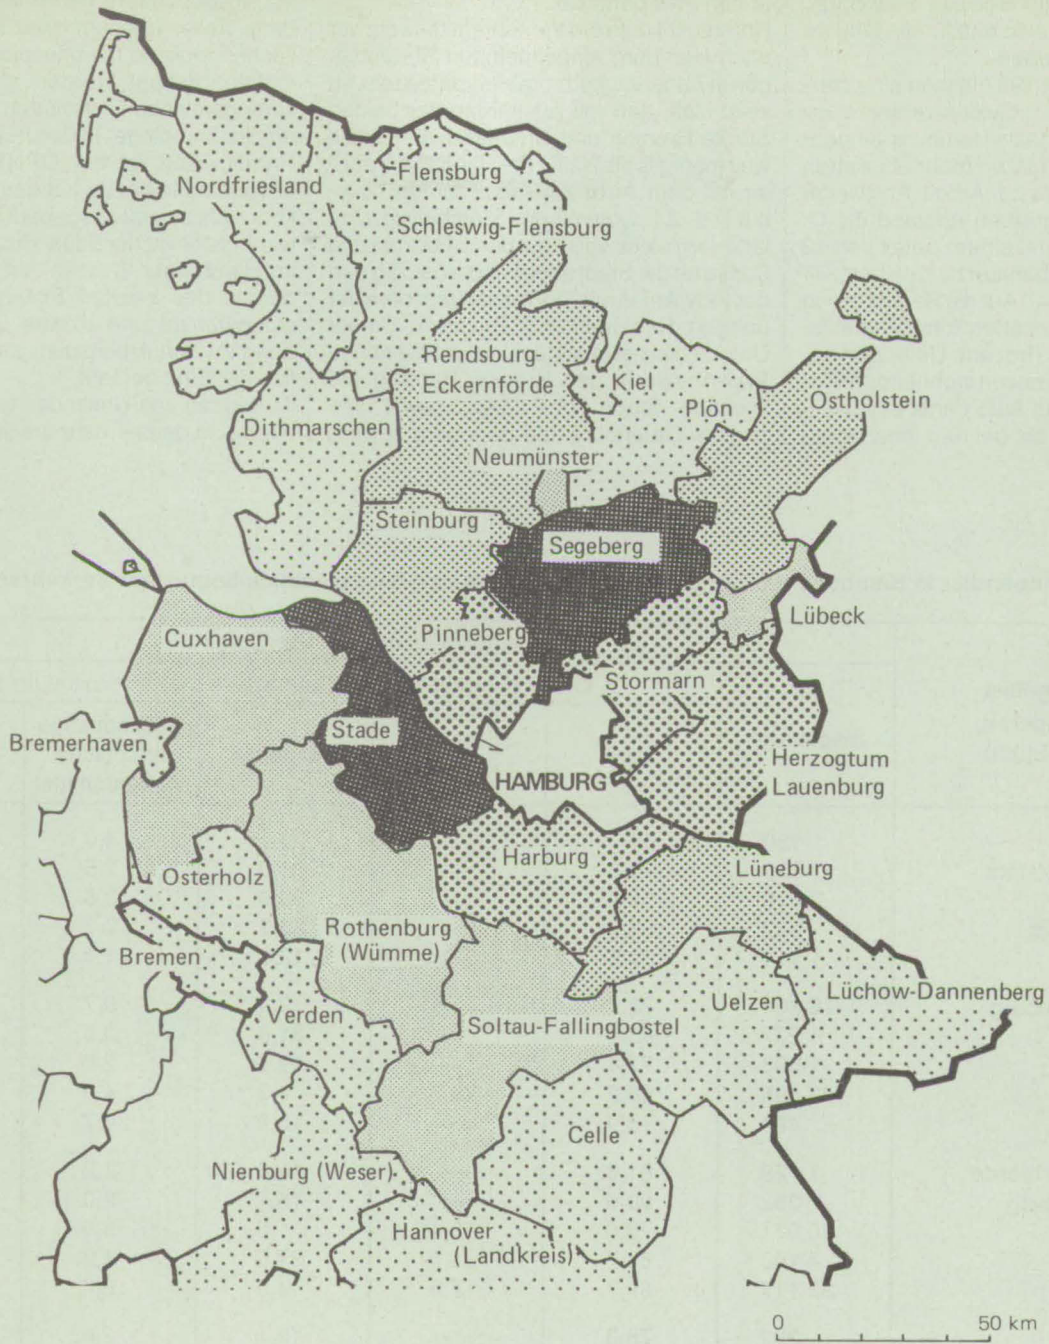 Nordfriesland
Flensburg
Schleswig-Flensburg
Rendsburg-
Eckernförde
Kiel
Plön
Ostholstein
Dithmarschen
Neumünster
Steinburg
Segeberg
Lübeck
Cuxhaven
Pinneberg
Stormarn
Stade
Bremerhaven
HAMBURG
Herzogtum
Lauenburg
Harburg
Lüneburg
Osterholz
Rothenburg
(Wümme)
Bremen
Verden
Soltau-Fallingbostel
Uelzen
Lüchow-Dannenberg
Celle
Nienburg (Weser)
Hannover
(Landkreis)
0 50 km